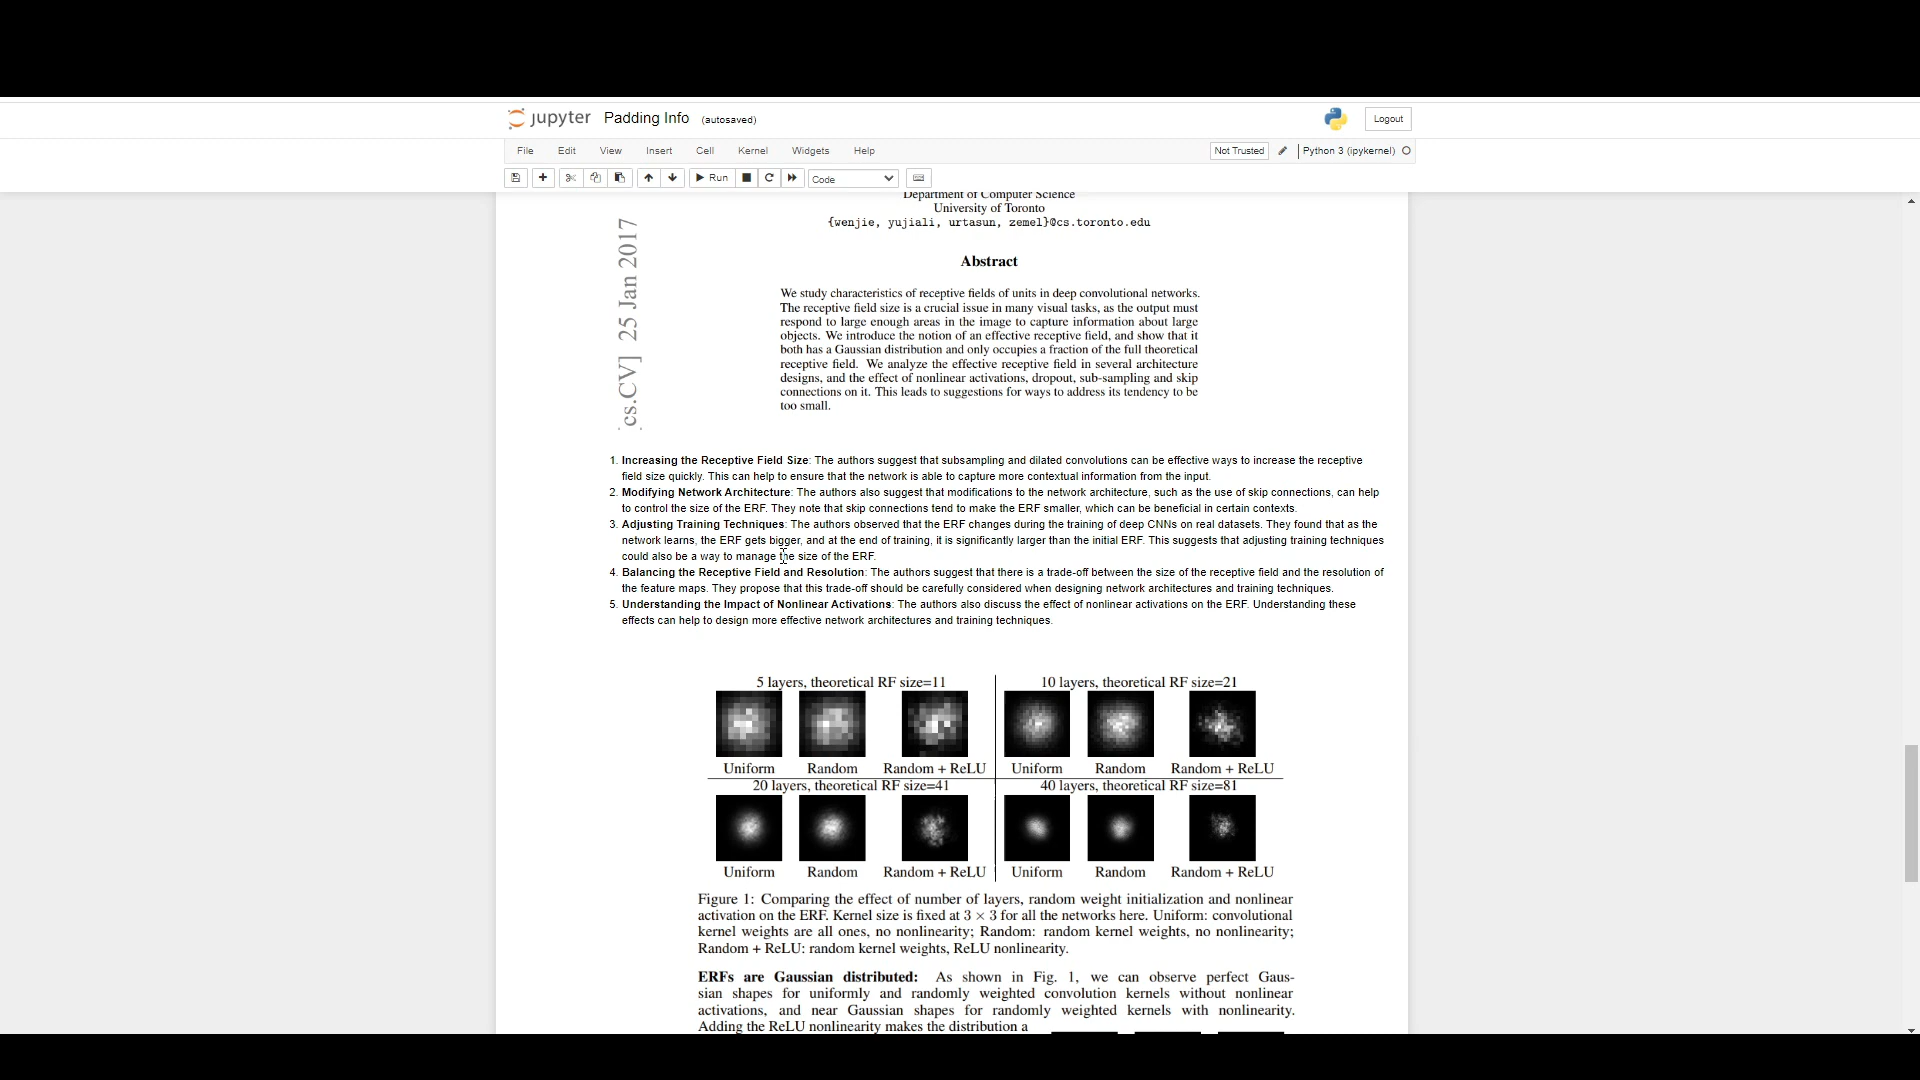 jupyter Padding Info (autosaved)
Logout
File Edit View Insert Cell Kernel Widgets Help
Not Trusted Python 3 (ipykernel)
Run Code
Department of Computer Science
University of Toronto
{wenjie, yujiali, urtasun, zemel}@cs.toronto.edu
cs.CV] 25 Jan 2017
Abstract
We study characteristics of receptive fields of units in deep convolutional networks.
The receptive field size is a crucial issue in many visual tasks, as the output must
respond to large enough areas in the image to capture information about large
objects. We introduce the notion of an effective receptive field, and show that it
both has a Gaussian distribution and only occupies a fraction of the full theoretical
receptive field. We analyze the effective receptive field in several architecture
designs, and the effect of nonlinear activations, dropout, sub-sampling and skip
connections on it. This leads to suggestions for ways to address its tendency to be
too small.
1. Increasing the Receptive Field Size: The authors suggest that subsampling and dilated convolutions can be effective ways to increase the receptive
field size quickly. This can help to ensure that the network is able to capture more contextual information from the input.
2. Modifying Network Architecture: The authors also suggest that modifications to the network architecture, such as the use of skip connections, can help
to control the size of the ERF. They note that skip connections tend to make the ERF smaller, which can be beneficial in certain contexts.
3. Adjusting Training Techniques: The authors observed that the ERF changes during the training of deep CNNs on real datasets. They found that as the
network learns, the ERF gets bigger, and at the end of training, it is significantly larger than the initial ERF. This suggests that adjusting training techniques
could also be a way to manage the size of the ERF.
4. Balancing the Receptive Field and Resolution: The authors suggest that there is a trade-off between the size of the receptive field and the resolution of
the feature maps. They propose that this trade-off should be carefully considered when designing network architectures and training techniques.
5. Understanding the Impact of Nonlinear Activations: The authors also discuss the effect of nonlinear activations on the ERF. Understanding these
effects can help to design more effective network architectures and training techniques.
5 layers, theoretical RF size=11
10 layers, theoretical RF size=21
Uniform Random Random + ReLU Uniform Random Random + ReLU
20 layers, theoretical RF size=41
40 layers, theoretical RF size=81
Uniform Random Random + ReLU Uniform Random Random + ReLU
Figure 1: Comparing the effect of number of layers, random weight initialization and nonlinear
activation on the ERF. Kernel size is fixed at 3 × 3 for all the networks here. Uniform: convolutional
kernel weights are all ones, no nonlinearity; Random: random kernel weights, no nonlinearity;
Random + ReLU: random kernel weights, ReLU nonlinearity.
ERFs are Gaussian distributed: As shown in Fig. 1, we can observe perfect Gaus-
sian shapes for uniformly and randomly weighted convolution kernels without nonlinear
activations, and near Gaussian shapes for randomly weighted kernels with nonlinearity.
Adding the ReLU nonlinearity makes the distribution a